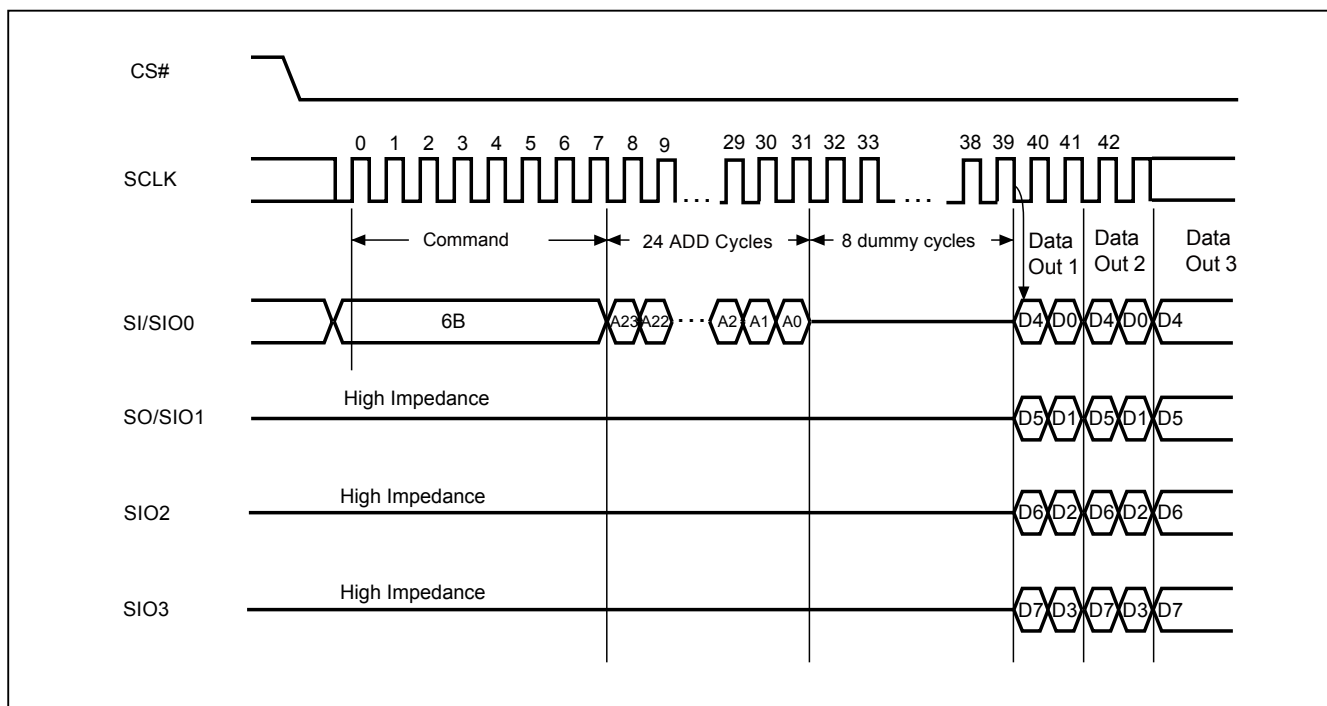 CS#
0 1 2 3 4 5 6 7 8 9 29 30 31 32 33 38 39 40 41 42
SCLK
Command 24 ADD Cycles 8 dummy cycles Data Out 1 Data Out 2 Data Out 3
SI/SIO0 6B A23 A22 A2 A1 A0 D4 D0 D4 D0 D4
High Impedance
SO/SIO1 D5 D1 D5 D1 D5
High Impedance
SIO2 D6 D2 D6 D2 D6
High Impedance
SIO3 D7 D3 D7 D3 D7